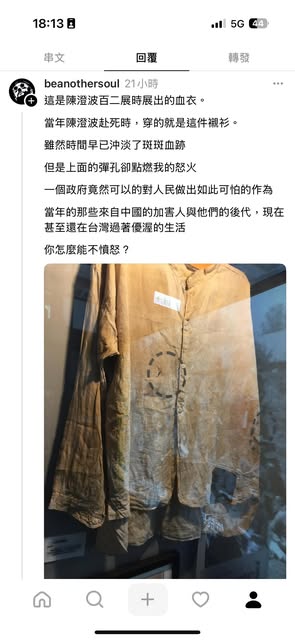 18:13
5G 44
串文 回覆 轉發
beanothersoul 21小時
這是陳澄波百二展時展出的血衣。
當年陳澄波赴死時，穿的就是這件襯衫。
雖然時間早已沖淡了斑斑血跡
但是上面的彈孔卻點燃我的怒火
一個政府竟然可以的對人民做出如此可怕的作為
當年的那些來自中國的加害人與他們的後代，現在
甚至還在台灣過著優渥的生活
你怎麼能不憤怒？